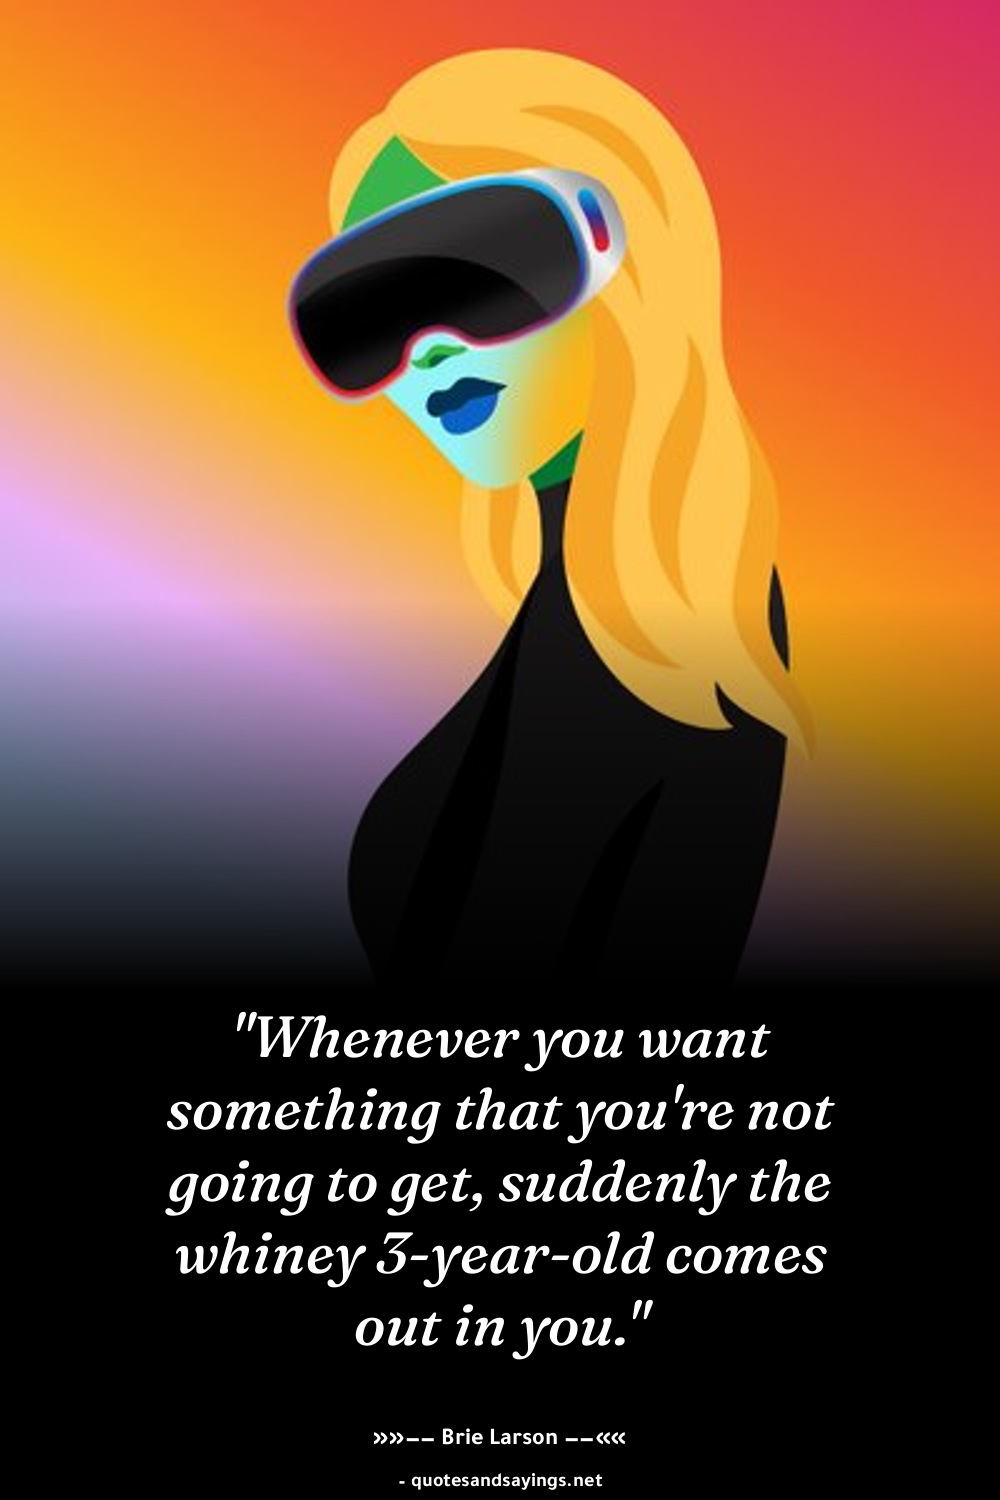 "Whenever you want
something that you're not
going to get, suddenly the
whiney 3-year-old comes
out in you."
»»–– Brie Larson ––««
- quotesandsayings.net